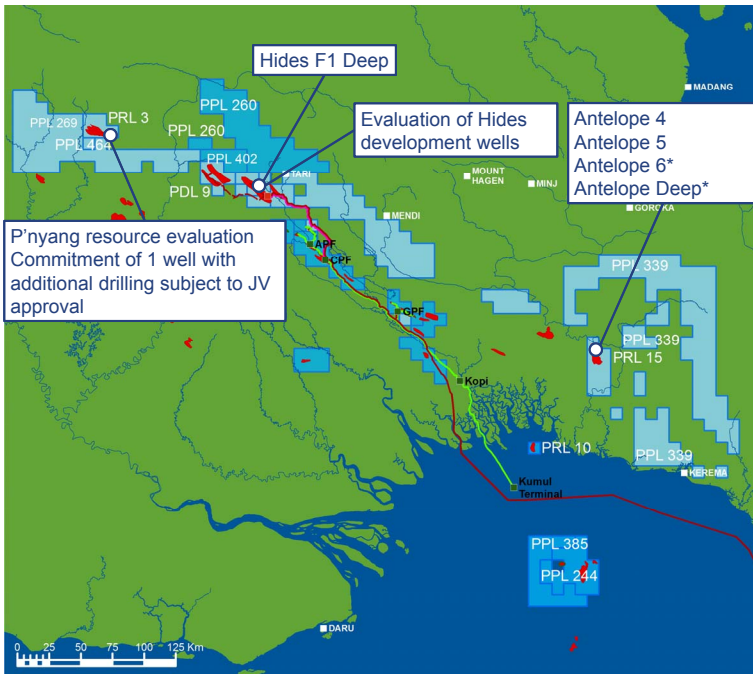 Hides F1 Deep
MADANG
PPL 260
Evaluation of Hides
development wells
Antelope 4
Antelope 5
Antelope 6*
Antelope Deep*
PPL 269
PRL 3
PPL 260
PPL 464
PPL 402
TARI
MOUNT
HAGEN
MINJ
PDL 9
GOROKA
MENDI
P'nyang resource evaluation
Commitment of 1 well with
additional drilling subject to JV
approval
APF
CPF
PPL 339
GPF
PPL 339
PRL 15
Kopi
PRL 10
PPL 339
KEREMA
Kumul
Terminal
PPL 385
PPL 244
DARU
0 25 50 75 100 125 Km